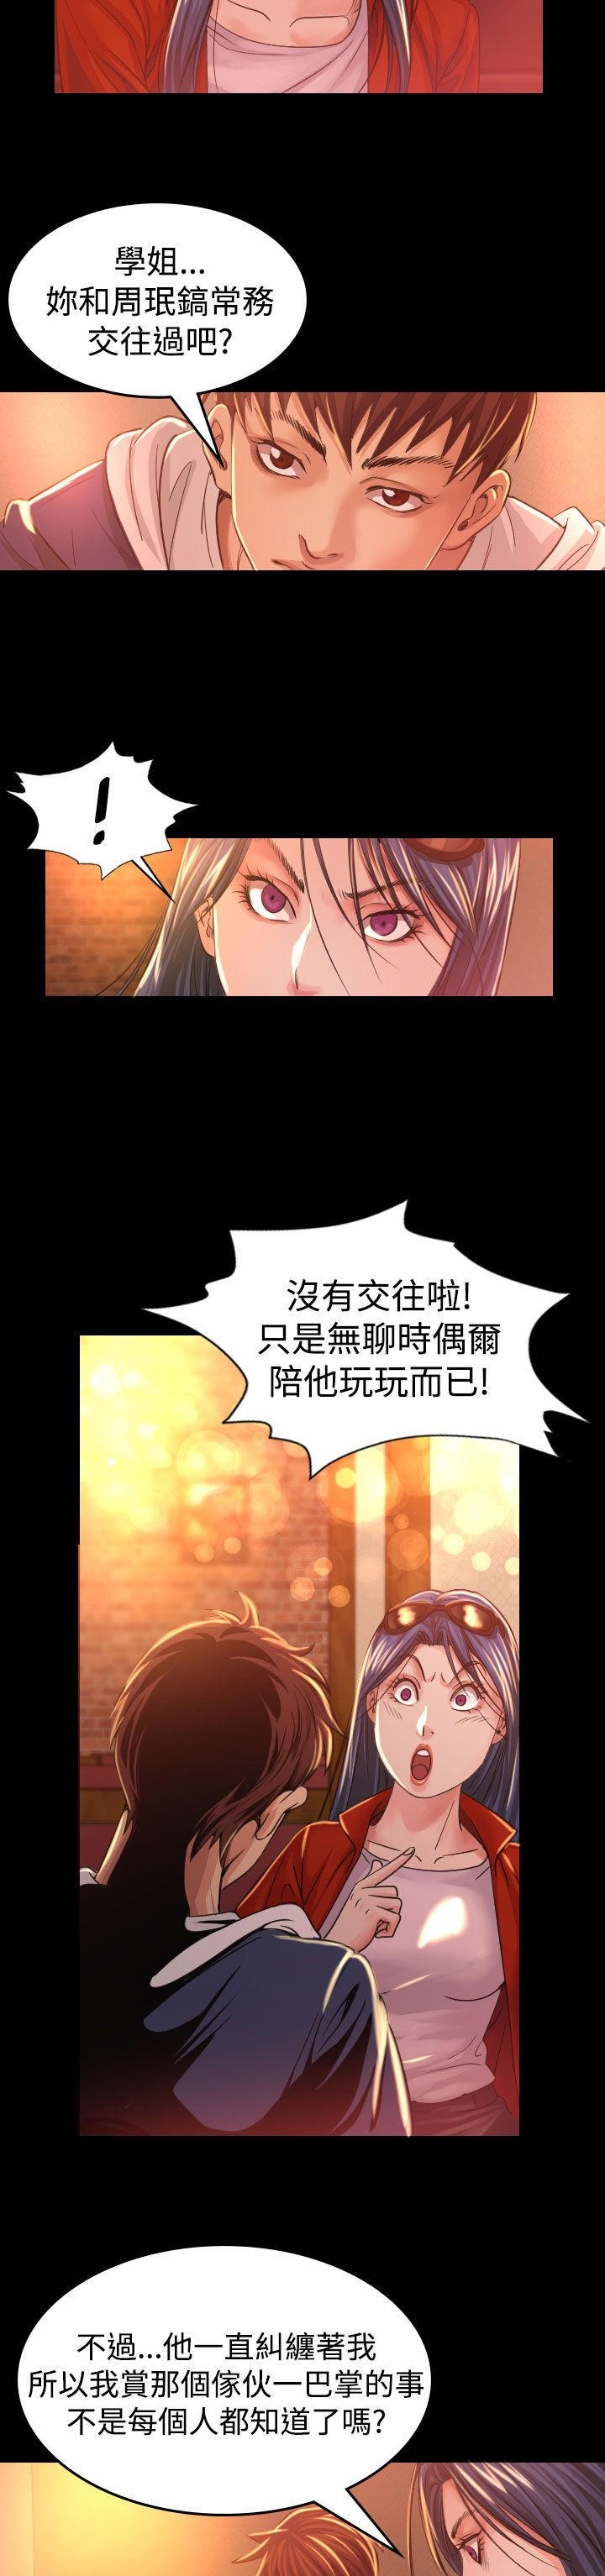 學姐...
妳和周珉鎬常務
交往過吧?
!
沒有交往啦!
只是無聊時偶爾
陪他玩玩而已!
不過...他一直糾纏著我
所以我賞那個傢伙一巴掌的事
不是每個人都知道了嗎?